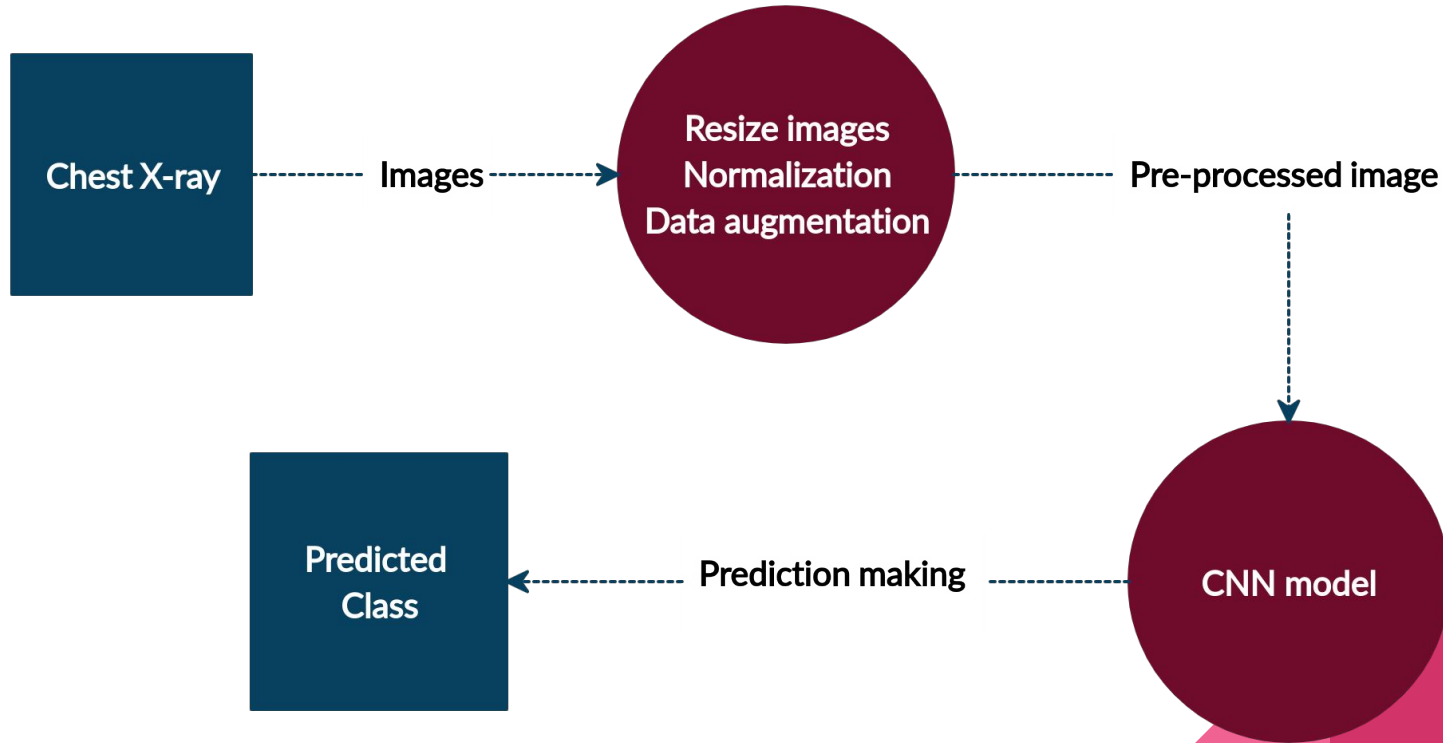 Chest X-ray
Images
Resize images
Normalization
Data augmentation
Pre-processed image
CNN model
Prediction making
Predicted
Class